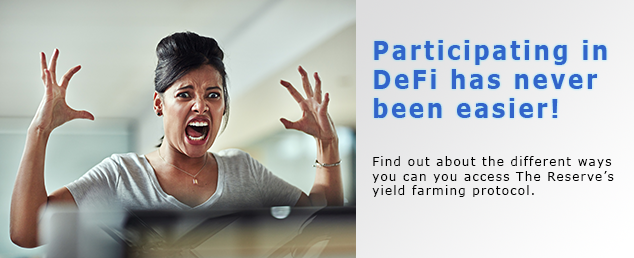 Participating in
DeFi has never
been easier!
Find out about the different ways
you can you access The Reserve's
yield farming protocol.